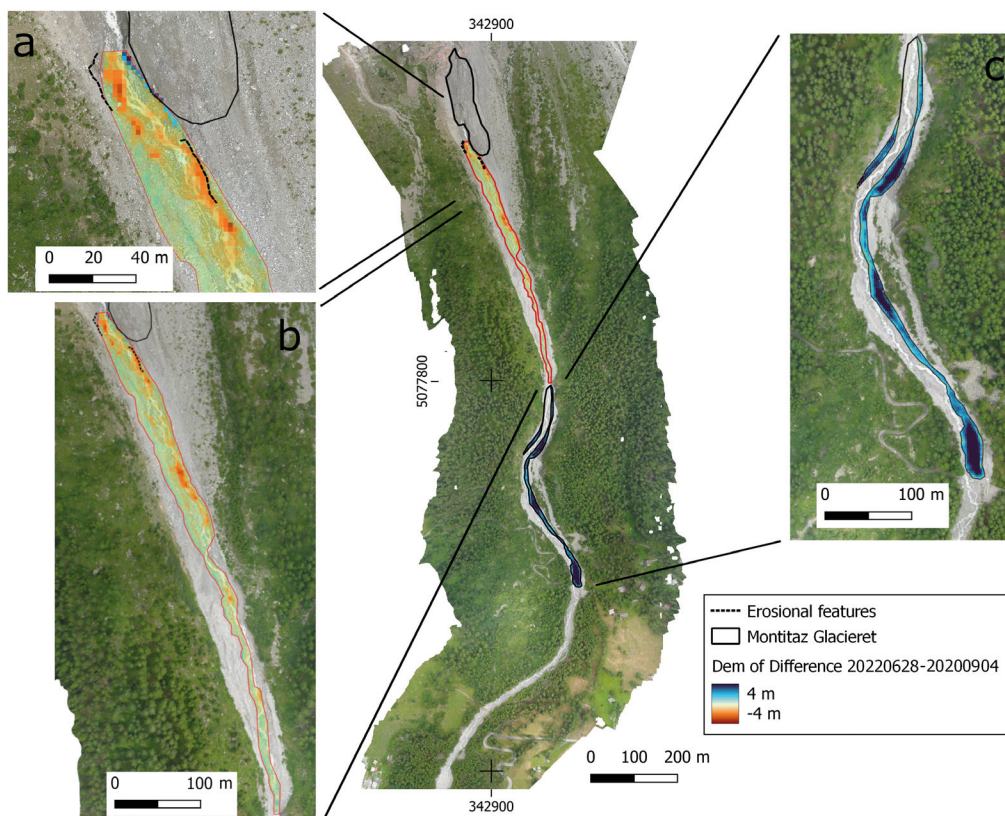 a
0 20 40 m
b
0 100 m
342900
5077800
0 100 200 m
342900
c
0 100 m
Erosional features
Montitaz Glacieret
Dem of Difference 20220628-20200904
4 m
-4 m